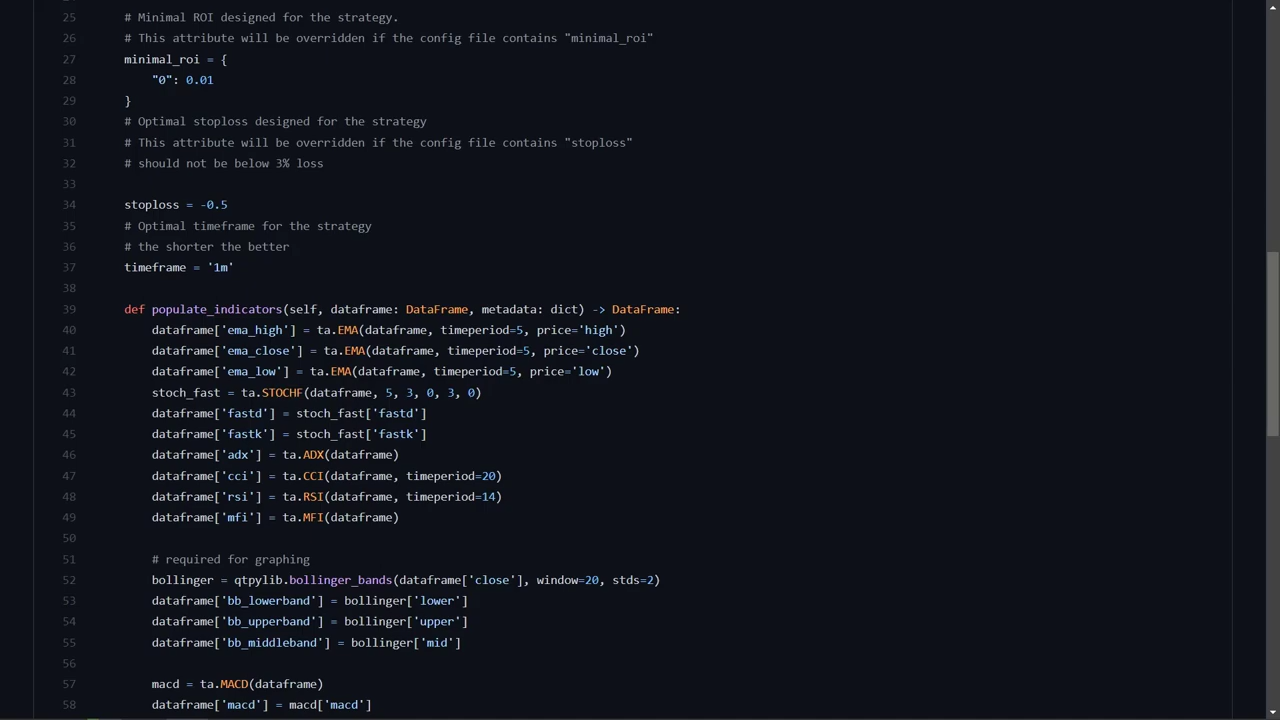 25 # Minimal ROI designed for the strategy.
26 # This attribute will be overridden if the config file contains "minimal_roi"
27 minimal_roi = {
28 "0": 0.01
29 }
30 # Optimal stoploss designed for the strategy
31 # This attribute will be overridden if the config file contains "stoploss"
32 # should not be below 3% loss
33
34 stoploss = -0.5
35 # Optimal timeframe for the strategy
36 # the shorter the better
37 timeframe = '1m'
38
39 def populate_indicators(self, dataframe: DataFrame, metadata: dict) -> DataFrame:
40 dataframe['ema_high'] = ta.EMA(dataframe, timeperiod=5, price='high')
41 dataframe['ema_close'] = ta.EMA(dataframe, timeperiod=5, price='close')
42 dataframe['ema_low'] = ta.EMA(dataframe, timeperiod=5, price='low')
43 stoch_fast = ta.STOCHF(dataframe, 5, 3, 0, 3, 0)
44 dataframe['fastd'] = stoch_fast['fastd']
45 dataframe['fastk'] = stoch_fast['fastk']
46 dataframe['adx'] = ta.ADX(dataframe)
47 dataframe['cci'] = ta.CCI(dataframe, timeperiod=20)
48 dataframe['rsi'] = ta.RSI(dataframe, timeperiod=14)
49 dataframe['mfi'] = ta.MFI(dataframe)
50
51 # required for graphing
52 bollinger = qtpylib.bollinger_bands(dataframe['close'], window=20, stds=2)
53 dataframe['bb_lowerband'] = bollinger['lower']
54 dataframe['bb_upperband'] = bollinger['upper']
55 dataframe['bb_middleband'] = bollinger['mid']
56
57 macd = ta.MACD(dataframe)
58 dataframe['macd'] = macd['macd']